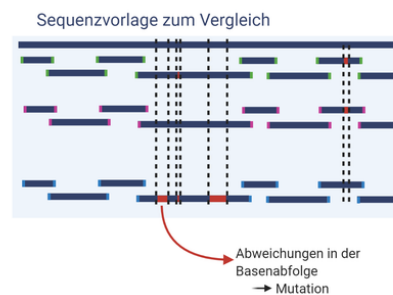 Sequenzvorlage zum Vergleich
Abweichungen in der
Basenabfolge
→ Mutation